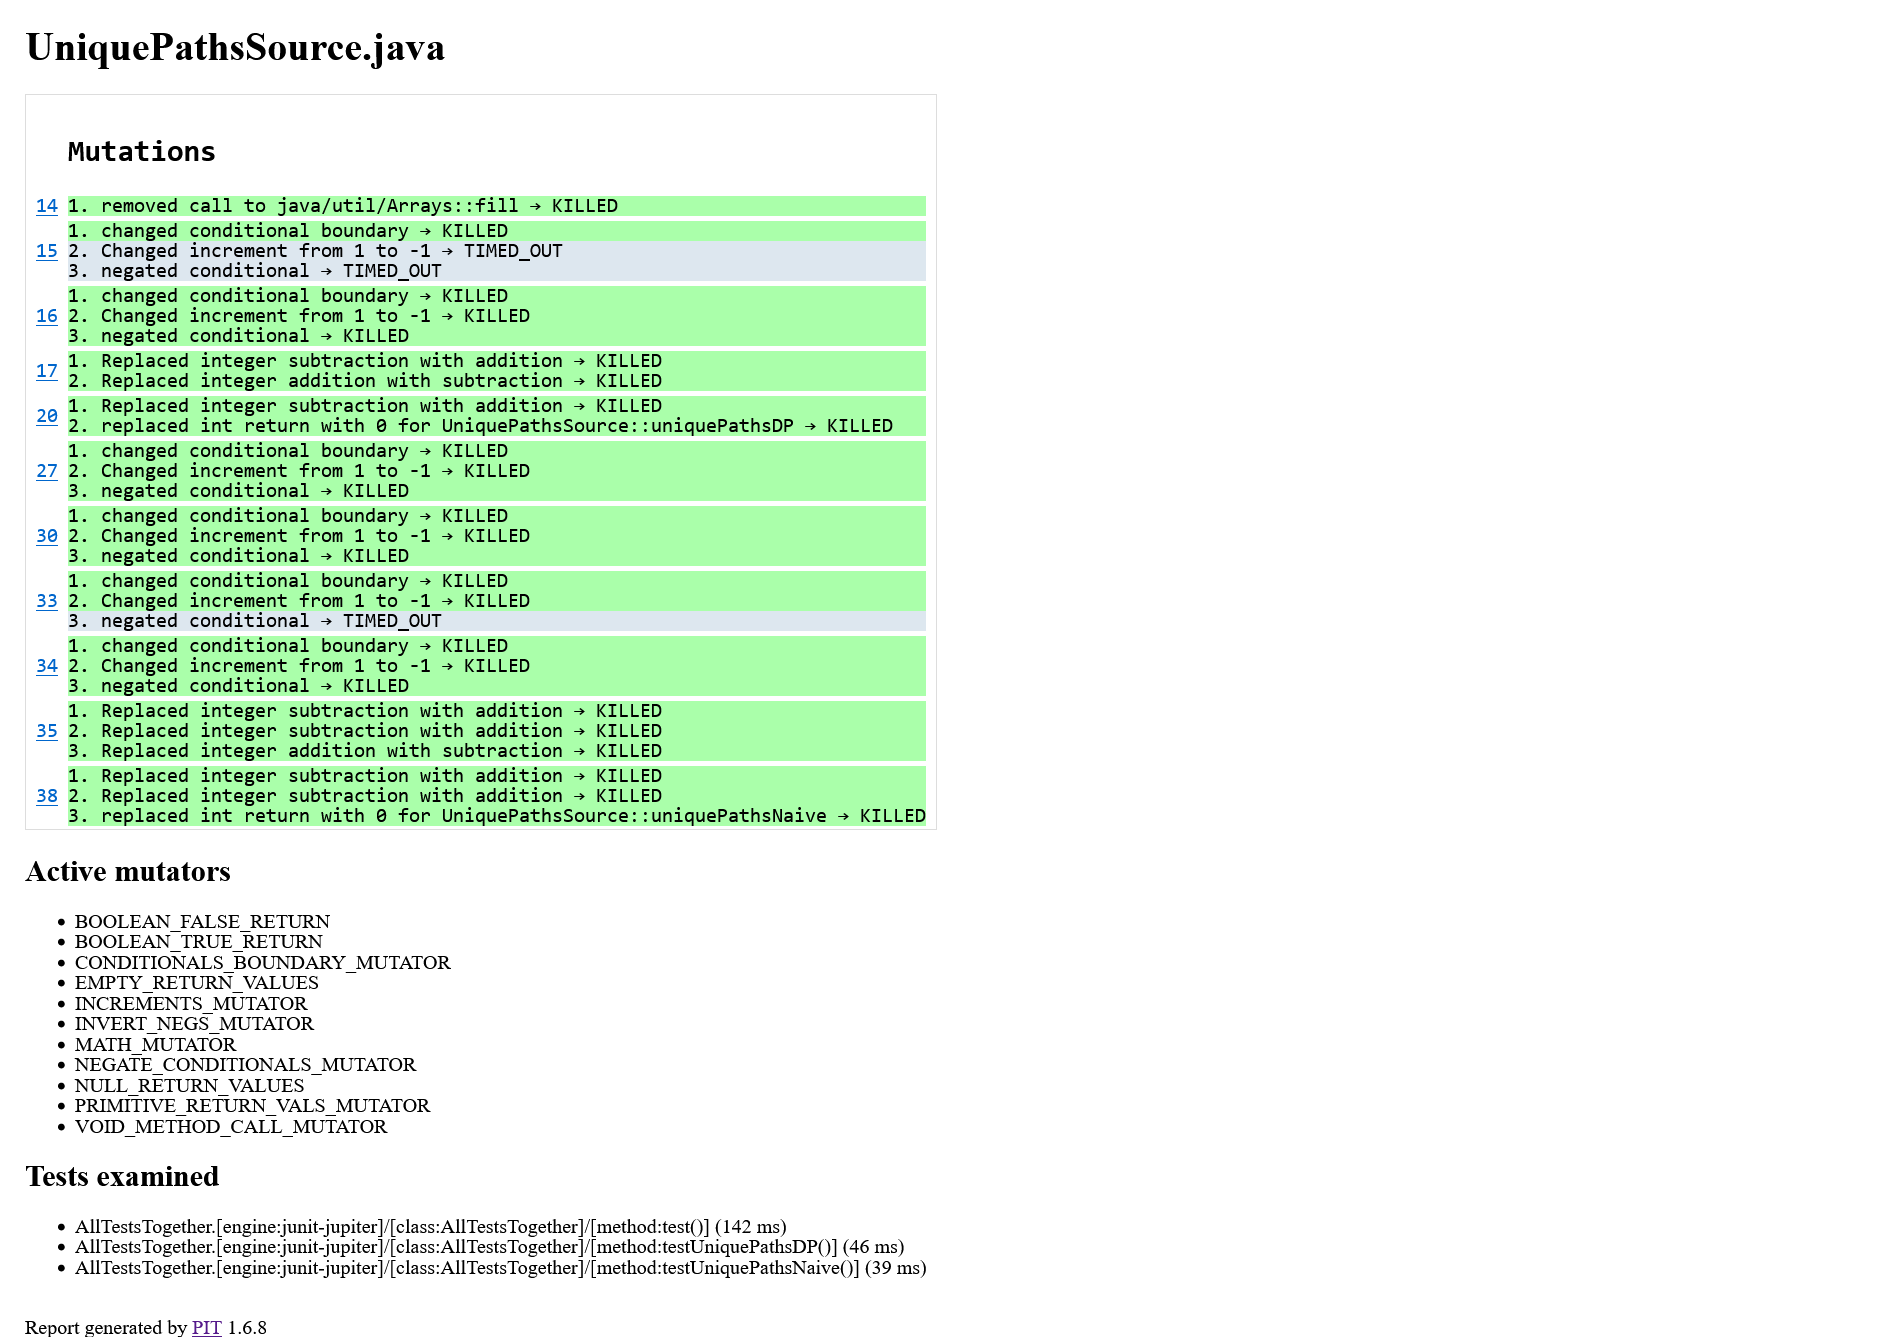 UniquePathsSource.java
Mutations
14 1. removed call to java/util/Arrays::fill → KILLED
1. changed conditional boundary → KILLED
15 2. Changed increment from 1 to -1 → TIMED_OUT
3. negated conditional → TIMED_OUT
1. changed conditional boundary → KILLED
16 2. Changed increment from 1 to -1 → KILLED
3. negated conditional → KILLED
17 1. Replaced integer subtraction with addition → KILLED
2. Replaced integer addition with subtraction → KILLED
20 1. Replaced integer subtraction with addition → KILLED
2. replaced int return with 0 for UniquePathsSource::uniquePathsDP → KILLED
1. changed conditional boundary → KILLED
27 2. Changed increment from 1 to -1 → KILLED
3. negated conditional → KILLED
1. changed conditional boundary → KILLED
30 2. Changed increment from 1 to -1 → KILLED
3. negated conditional → KILLED
1. changed conditional boundary → KILLED
33 2. Changed increment from 1 to -1 → KILLED
3. negated conditional → TIMED_OUT
1. changed conditional boundary → KILLED
34 2. Changed increment from 1 to -1 → KILLED
3. negated conditional → KILLED
1. Replaced integer subtraction with addition → KILLED
35 2. Replaced integer subtraction with addition → KILLED
3. Replaced integer addition with subtraction → KILLED
1. Replaced integer subtraction with addition → KILLED
38 2. Replaced integer subtraction with addition → KILLED
3. replaced int return with 0 for UniquePathsSource::uniquePathsNaive → KILLED
Active mutators
• BOOLEAN_FALSE_RETURN
• BOOLEAN_TRUE_RETURN
• CONDITIONALS_BOUNDARY_MUTATOR
• EMPTY_RETURN_VALUES
• INCREMENTS_MUTATOR
• INVERT_NEGS_MUTATOR
• MATH_MUTATOR
• NEGATE_CONDITIONALS_MUTATOR
• NULL_RETURN_VALUES
• PRIMITIVE_RETURN_VALS_MUTATOR
• VOID_METHOD_CALL_MUTATOR
Tests examined
• AllTestsTogether.[engine:junit-jupiter]/[class:AllTestsTogether]/[method:test()] (142 ms)
• AllTestsTogether.[engine:junit-jupiter]/[class:AllTestsTogether]/[method:testUniquePathsDP()] (46 ms)
• AllTestsTogether.[engine:junit-jupiter]/[class:AllTestsTogether]/[method:testUniquePathsNaive()] (39 ms)
Report generated by PIT 1.6.8